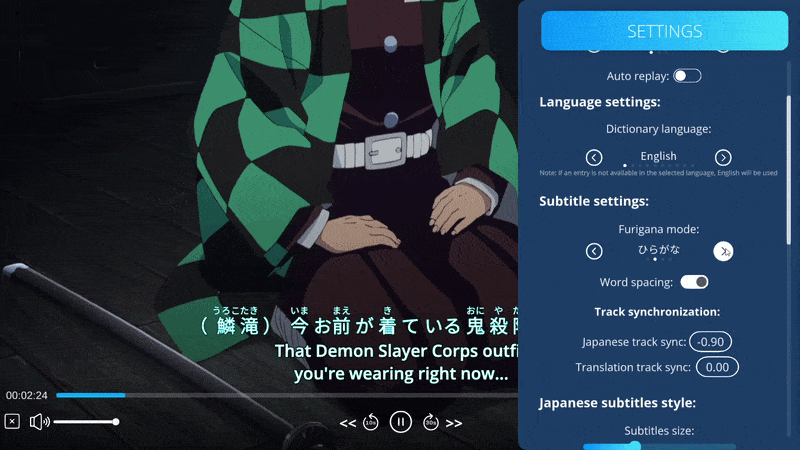 SETTINGS
Auto replay:
Language settings:
Dictionary language:
English
Note: If an entry is not available in the selected language, English will be used
Subtitle settings:
Furigana mode:
ひらがな
Word spacing:
Track synchronization:
Japanese track sync: -0.90
Translation track sync: 0.00
Japanese subtitles style:
Subtitles size:
うろこたき いま まえ き おに や
( 鱗滝) 今 お前 が 着 て いる 鬼 殺
That Demon Slayer Corps outfi
you're wearing right now...
00:02:24
<< 10s 30s >>